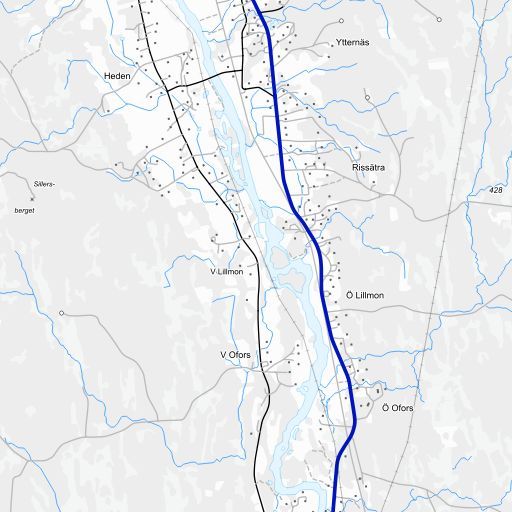 Ytternäs
Heden
Rissätra
Sillers-
berget
428
V Lillmon
Ö Lillmon
V Ofors
Ö Ofors